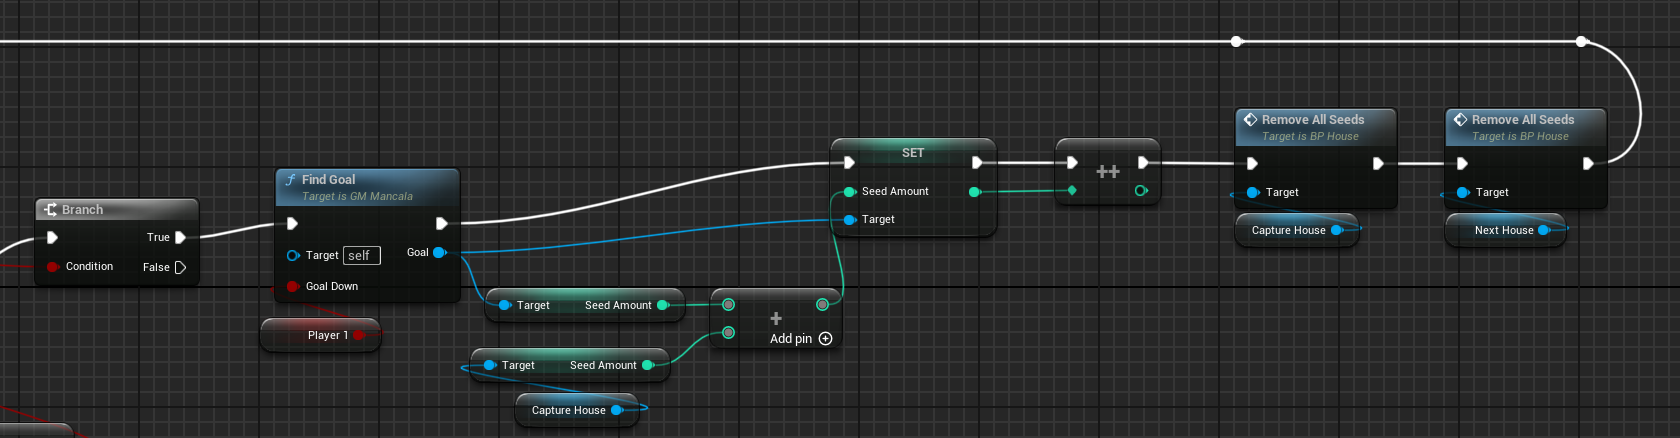 Branch
True
Condition
False
Find Goal
Target is GM Mancala
Target self
Goal
Goal Down
Player 1
Target Seed Amount
Target Seed Amount
Capture House
+
Add pin
SET
Seed Amount
Target
++
Remove All Seeds
Target is BP House
Target
Capture House
Remove All Seeds
Target is BP House
Target
Next House